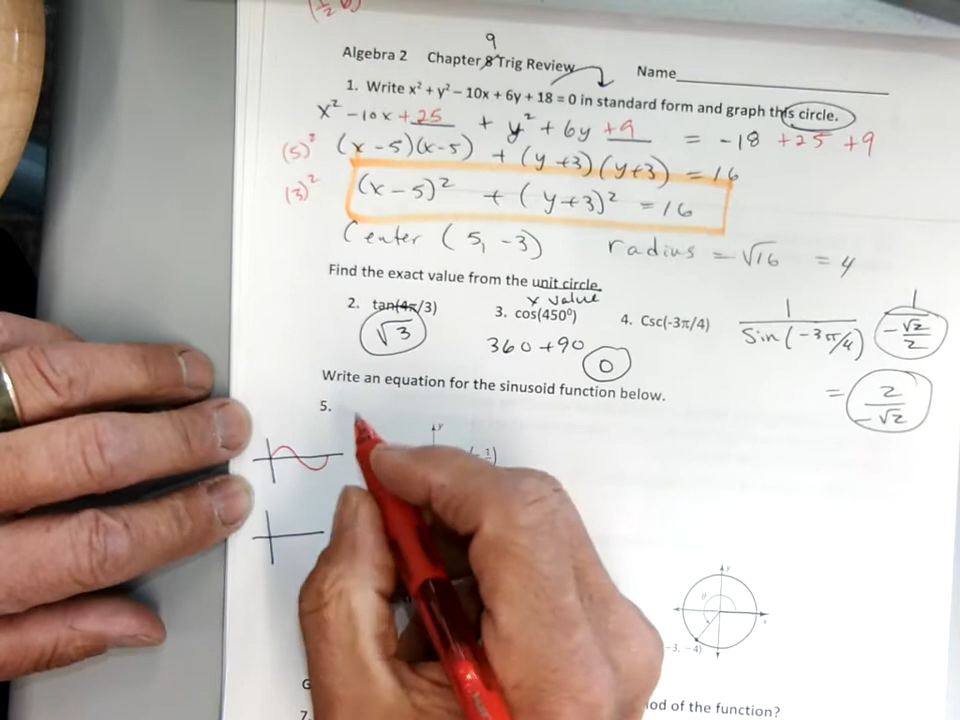 (½ b)
9
Algebra 2 Chapter 8 Trig Review Name
1. Write x² + y² – 10x + 6y + 18 = 0 in standard form and graph this circle.
x² - 10x + 25 + y² + 6y + 9 = -18 + 25 + 9
(5)² (x - 5)(x - 5) + (y + 3)(y + 3) = 16
(3)² (x - 5)² + (y + 3)² = 16
Center (5, -3) radius = √16 = 4
Find the exact value from the unit circle.
x value
2. tan(4π/3) 3. cos(450⁰) 4. Csc(-3π/4) 1/sin(-3π/4) 1/(-√2/2)
√3 360 + 90 0 = 2/-√2
Write an equation for the sinusoid function below.
5.
y
y
θ
x
-3, -4)
7. iod of the function?